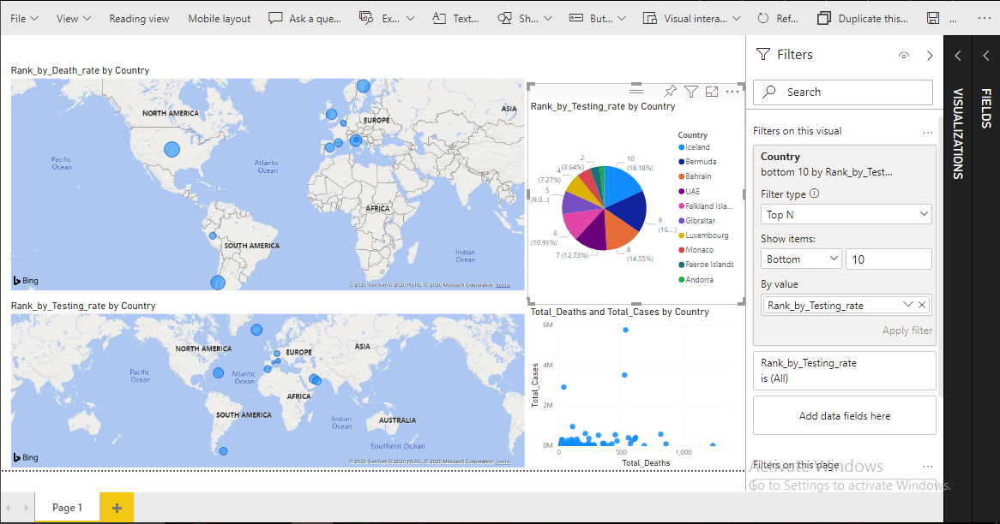 File View Reading view Mobile layout Ask a que... Ex... Text... Sh... But... Visual intera... Ref... Duplicate this... ... ...
Rank_by_Death_rate by Country
NORTH AMERICA
EUROPE
ASIA
Pacific
Ocean
Atlantic
Ocean
AFRICA
SOUTH AMERICA
Indian
Ocean
Bing
© 2020 TomTom © 2020 HERE, © 2020 Microsoft Corporation Terms
Rank_by_Testing_rate by Country
NORTH AMERICA
EUROPE
ASIA
Pacific
Ocean
Atlantic
Ocean
AFRICA
SOUTH AMERICA
Indian
Ocean
AUSTRALIA
Southern Ocean
Bing
© 2020 TomTom © 2020 HERE, © 2020 Microsoft Corporation Terms
Rank_by_Testing_rate by Country
10
(18.18%)
9
(16....)
8
(14.55%)
7 (12.73%)
6
(10.91%)
5
(9.0...)
4
(7.27%)
2
(3.64%)
Country
Iceland
Bermuda
Bahrain
UAE
Falkland Isla...
Gibraltar
Luxembourg
Monaco
Faeroe Islands
Andorra
Total_Deaths and Total_Cases by Country
6M
4M
2M
0M
Total_Cases
0 500 1,000
Total_Deaths
Filters
Search
Filters on this visual ...
Country
bottom 10 by Rank_by_Test...
Filter type
Top N
Show items:
Bottom 10
By value
Rank_by_Testing_rate
Apply filter
Rank_by_Testing_rate
is (All)
Add data fields here
Filters on this page ...
Activate Windows
Go to Settings to activate Windows.
VISUALIZATIONS
FIELDS
Page 1